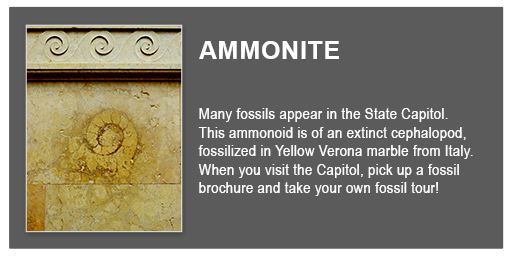 AMMONITE
Many fossils appear in the State Capitol.
This ammonoid is of an extinct cephalopod,
fossilized in Yellow Verona marble from Italy.
When you visit the Capitol, pick up a fossil
brochure and take your own fossil tour!